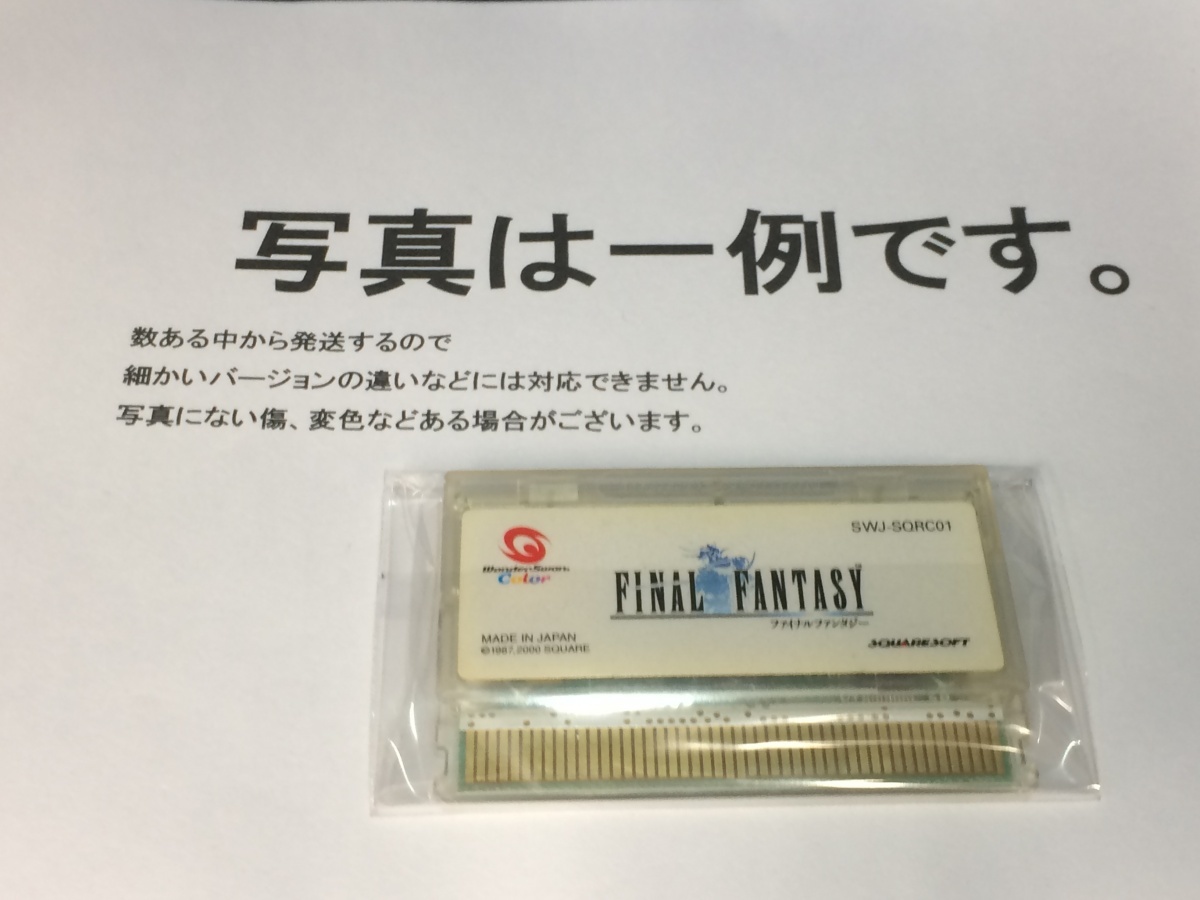 写真は一例です。
数ある中から発送するので
細かいバージョンの違いなどには対応できません。
写真にない傷、変色などある場合がございます。
SWJ-SQRC01
WonderSwan
Color
FINAL FANTASY
ファイナルファンタジー
MADE IN JAPAN
©1987,2000 SQUARE
SQUARESOFT